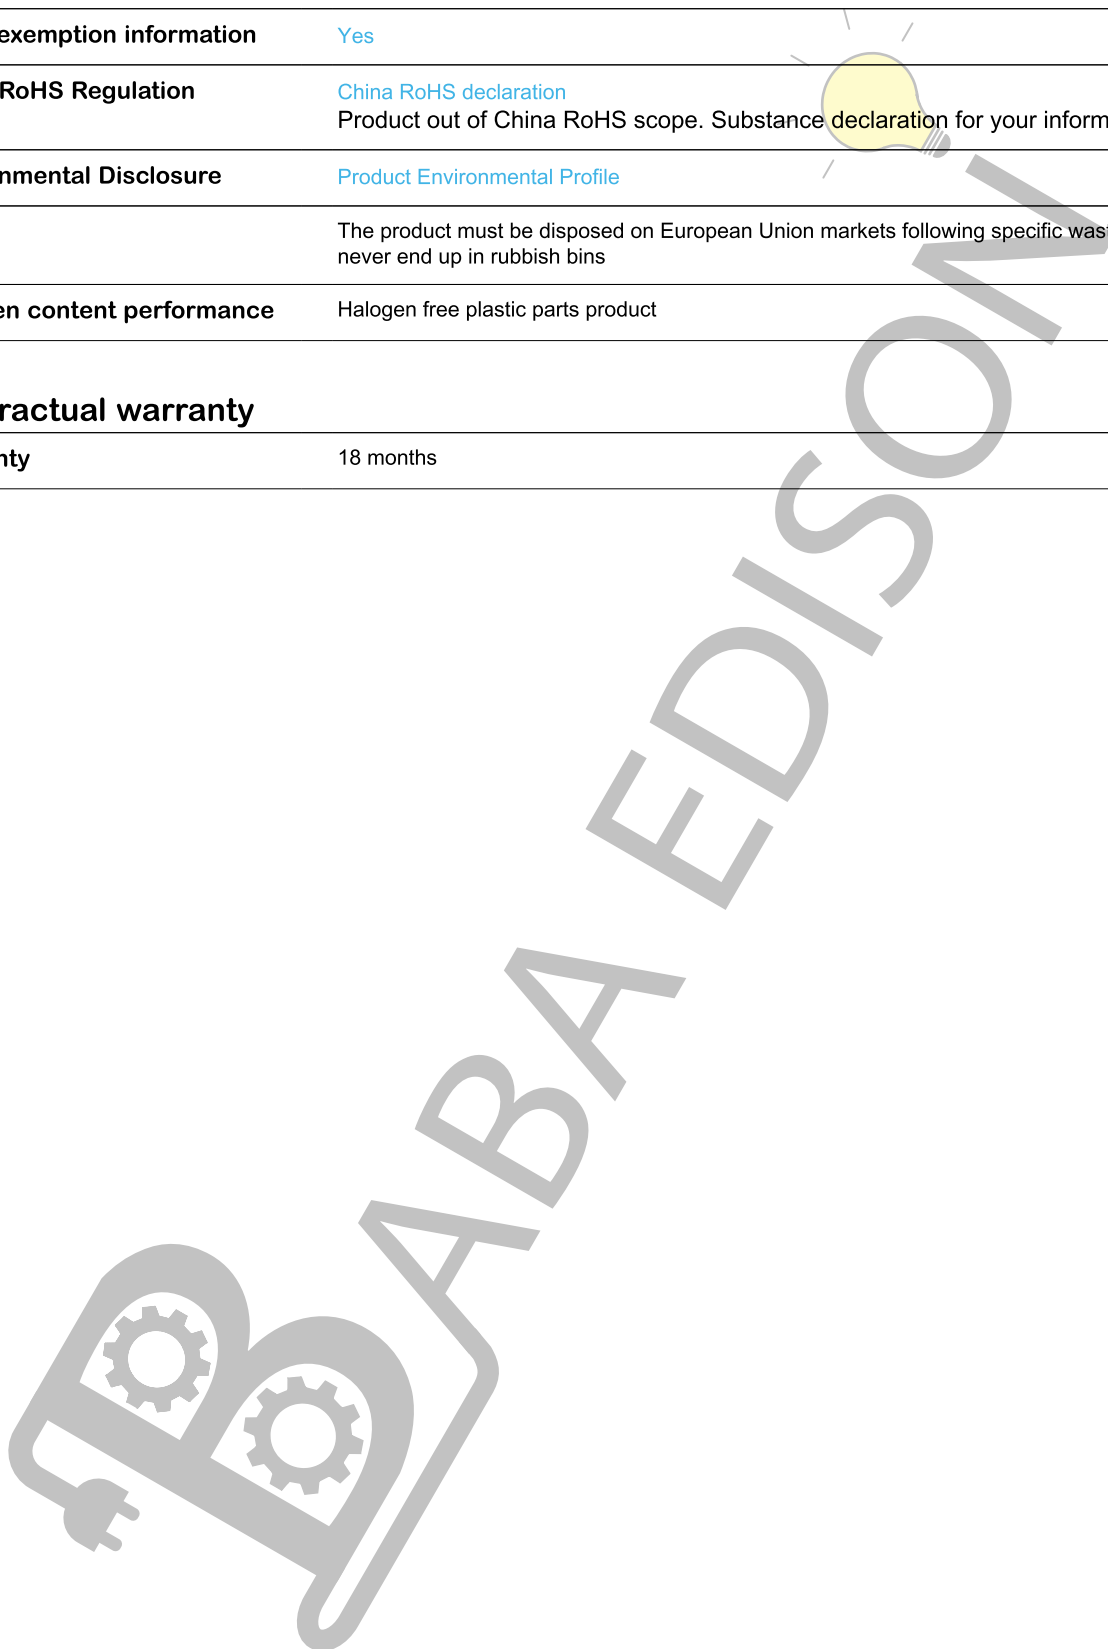 exemption information Yes
RoHS Regulation China RoHS declaration
Product out of China RoHS scope. Substance declaration for your inform
nmental Disclosure Product Environmental Profile
The product must be disposed on European Union markets following specific wast
never end up in rubbish bins
en content performance Halogen free plastic parts product
ractual warranty
nty 18 months
BABA EDISON